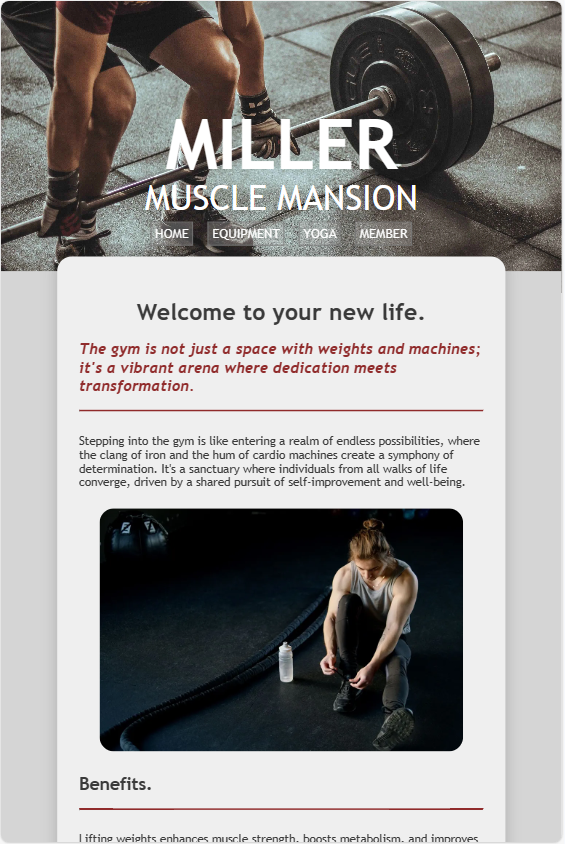 MILLER
MUSCLE MANSION
HOME EQUIPMENT YOGA MEMBER
Welcome to your new life.
The gym is not just a space with weights and machines;
it's a vibrant arena where dedication meets
transformation.
Stepping into the gym is like entering a realm of endless possibilities, where
the clang of iron and the hum of cardio machines create a symphony of
determination. It's a sanctuary where individuals from all walks of life
converge, driven by a shared pursuit of self-improvement and well-being.
Benefits.
Lifting weights enhances muscle strength, boosts metabolism, and improves